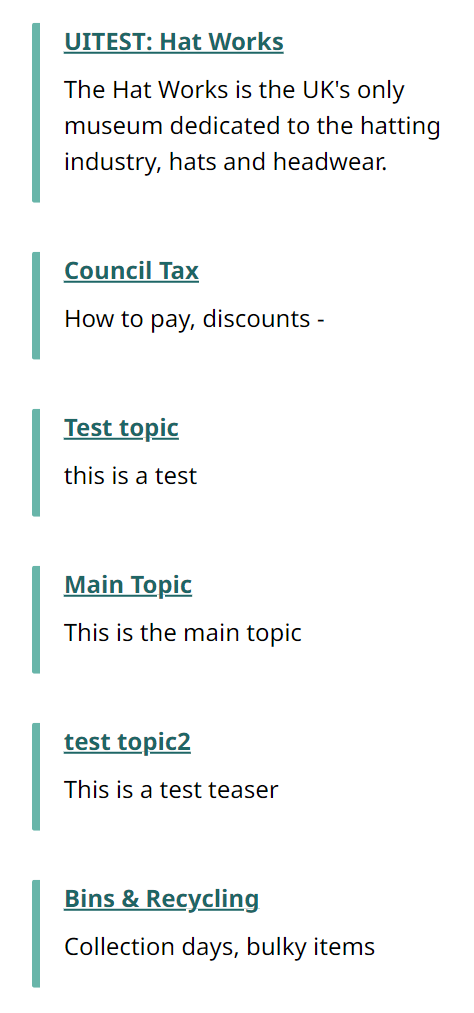 UITEST: Hat Works
The Hat Works is the UK's only
museum dedicated to the hatting
industry, hats and headwear.
Council Tax
How to pay, discounts -
Test topic
this is a test
Main Topic
This is the main topic
test topic2
This is a test teaser
Bins & Recycling
Collection days, bulky items